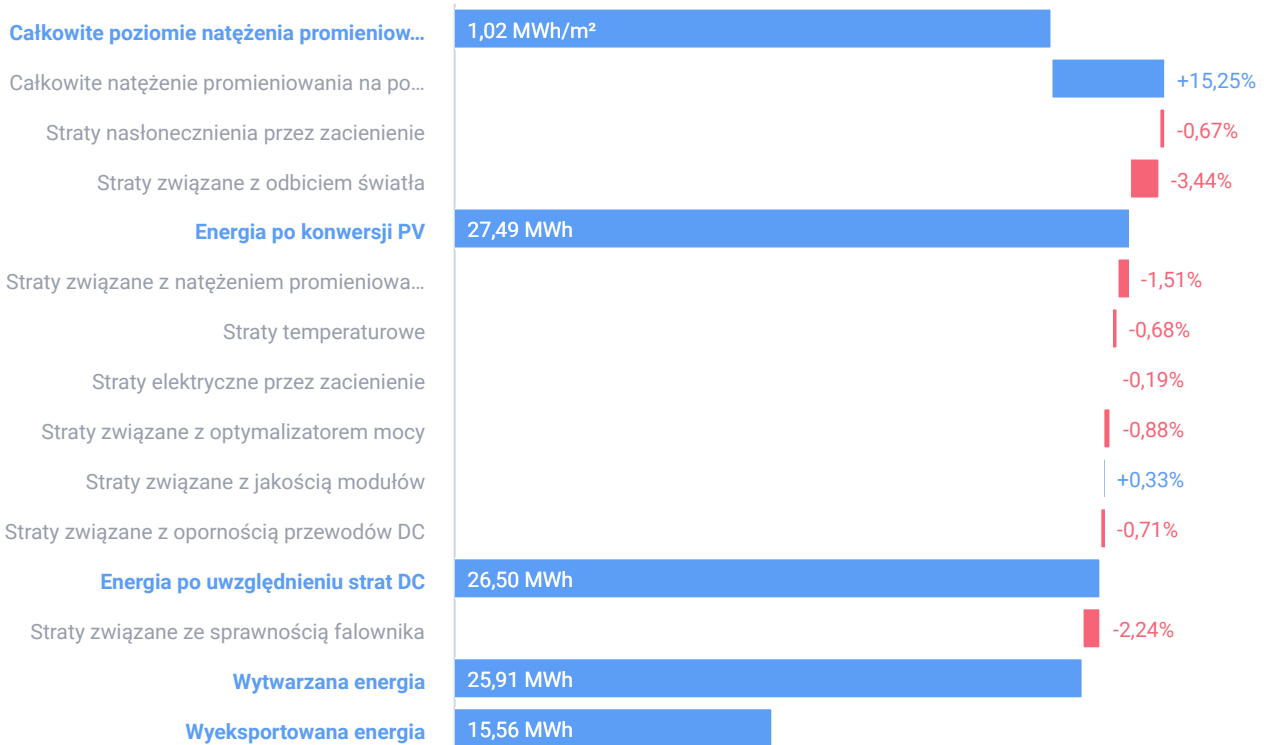 Całkowite poziomie natężenia promieniow… 1,02 MWh/m²
Całkowite natężenie promieniowania na po… +15,25%
Straty nasłonecznienia przez zacienienie -0,67%
Straty związane z odbiciem światła -3,44%
Energia po konwersji PV 27,49 MWh
Straty związane z natężeniem promieniowa… -1,51%
Straty temperaturowe -0,68%
Straty elektryczne przez zacienienie -0,19%
Straty związane z optymalizatorem mocy -0,88%
Straty związane z jakością modułów +0,33%
Straty związane z opornością przewodów DC -0,71%
Energia po uwzględnieniu strat DC 26,50 MWh
Straty związane ze sprawnością falownika -2,24%
Wytwarzana energia 25,91 MWh
Wyeksportowana energia 15,56 MWh